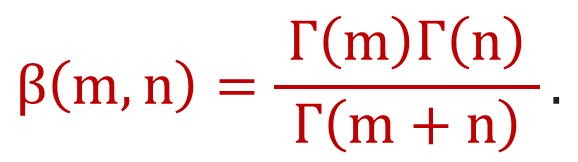 β(m, n) = Γ(m)Γ(n) / Γ(m + n) .